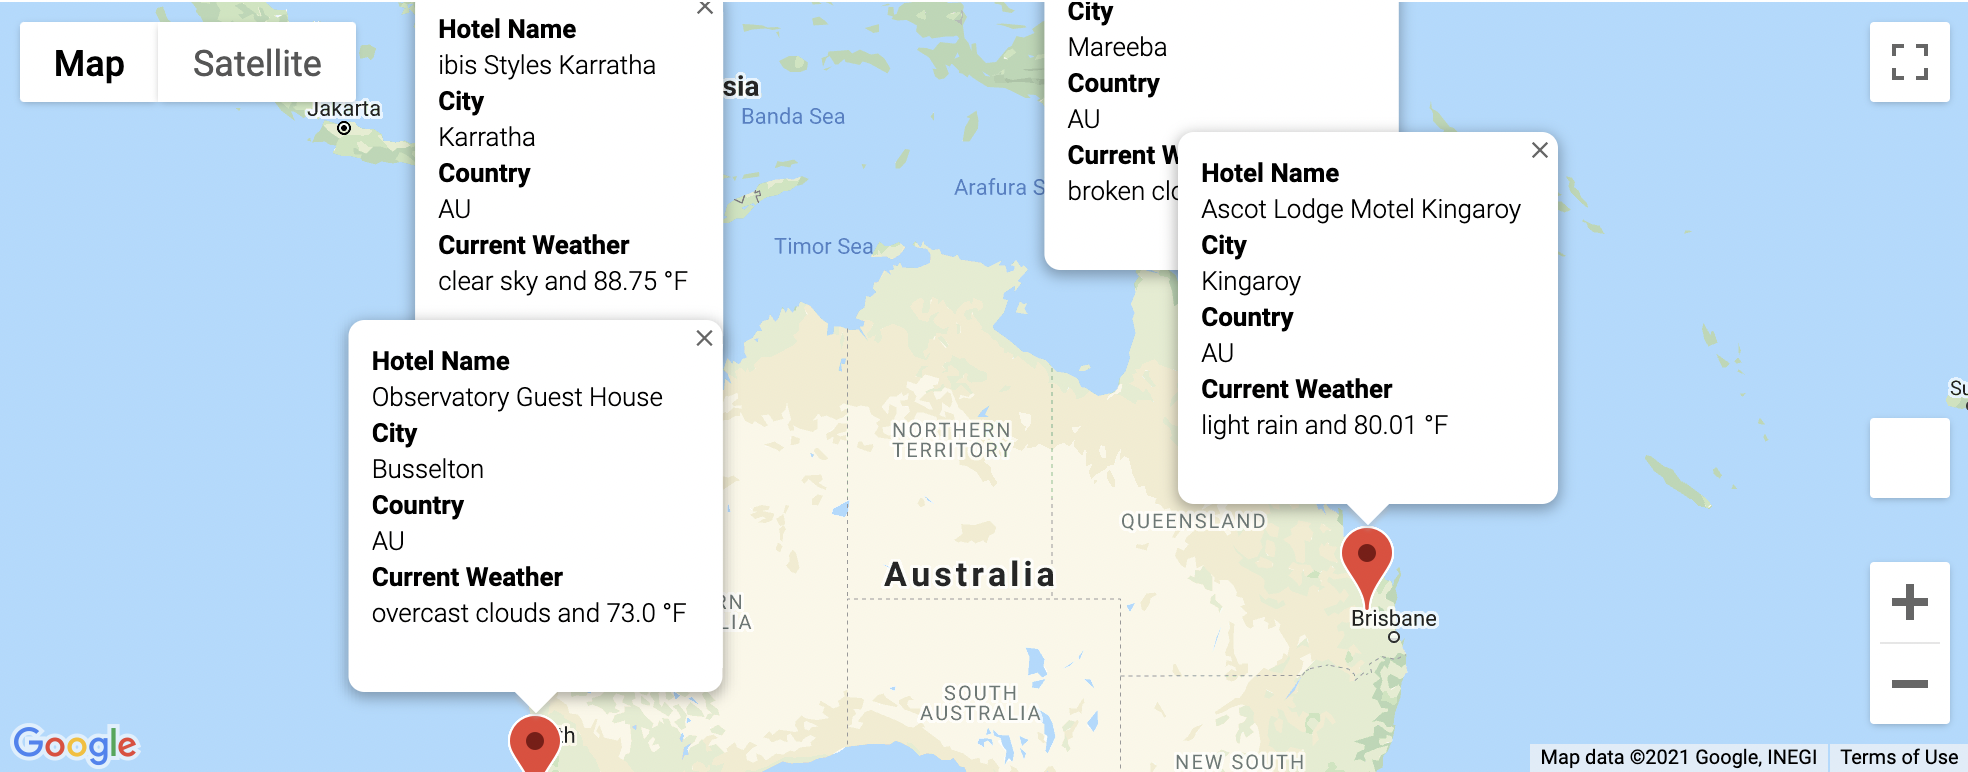 Map
Satellite
Jakarta
Hotel Name
ibis Styles Karratha
City
Karratha
Country
AU
Current Weather
clear sky and 88.75 °F
Hotel Name
Observatory Guest House
City
Busselton
Country
AU
Current Weather
overcast clouds and 73.0 °F
sia
Banda Sea
Arafura S
Timor Sea
City
Mareeba
Country
AU
Current W
broken clo
Hotel Name
Ascot Lodge Motel Kingaroy
City
Kingaroy
Country
AU
Current Weather
light rain and 80.01 °F
NORTHERN
TERRITORY
QUEENSLAND
Australia
RN
LIA
Brisbane
SOUTH
AUSTRALIA
NEW SOUTH
th
Su
Google
Map data ©2021 Google, INEGI
Terms of Use